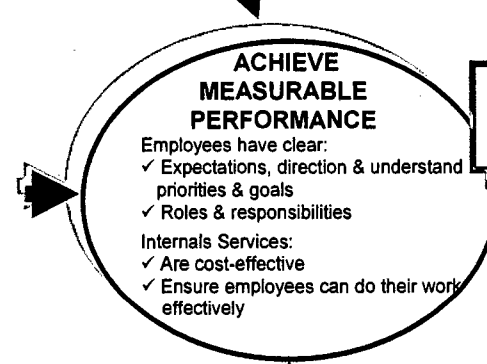 ACHIEVE
MEASURABLE
PERFORMANCE
Employees have clear:
✓ Expectations, direction & understand
priorities & goals
✓ Roles & responsibilities
Internals Services:
✓ Are cost-effective
✓ Ensure employees can do their work
effectively